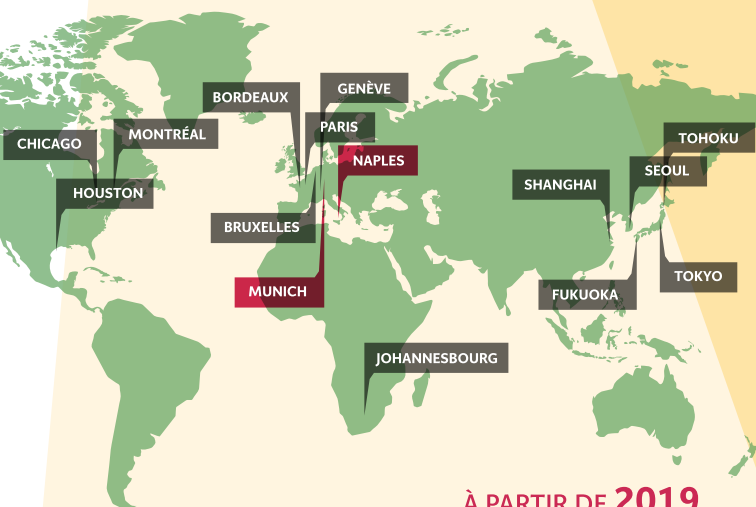 GENÈVE
BORDEAUX
PARIS
MONTRÉAL
CHICAGO
TOHOKU
NAPLES
SEOUL
SHANGHAI
HOUSTON
BRUXELLES
TOKYO
MUNICH
FUKUOKA
JOHANNESBOURG
À PARTIR DE 2019